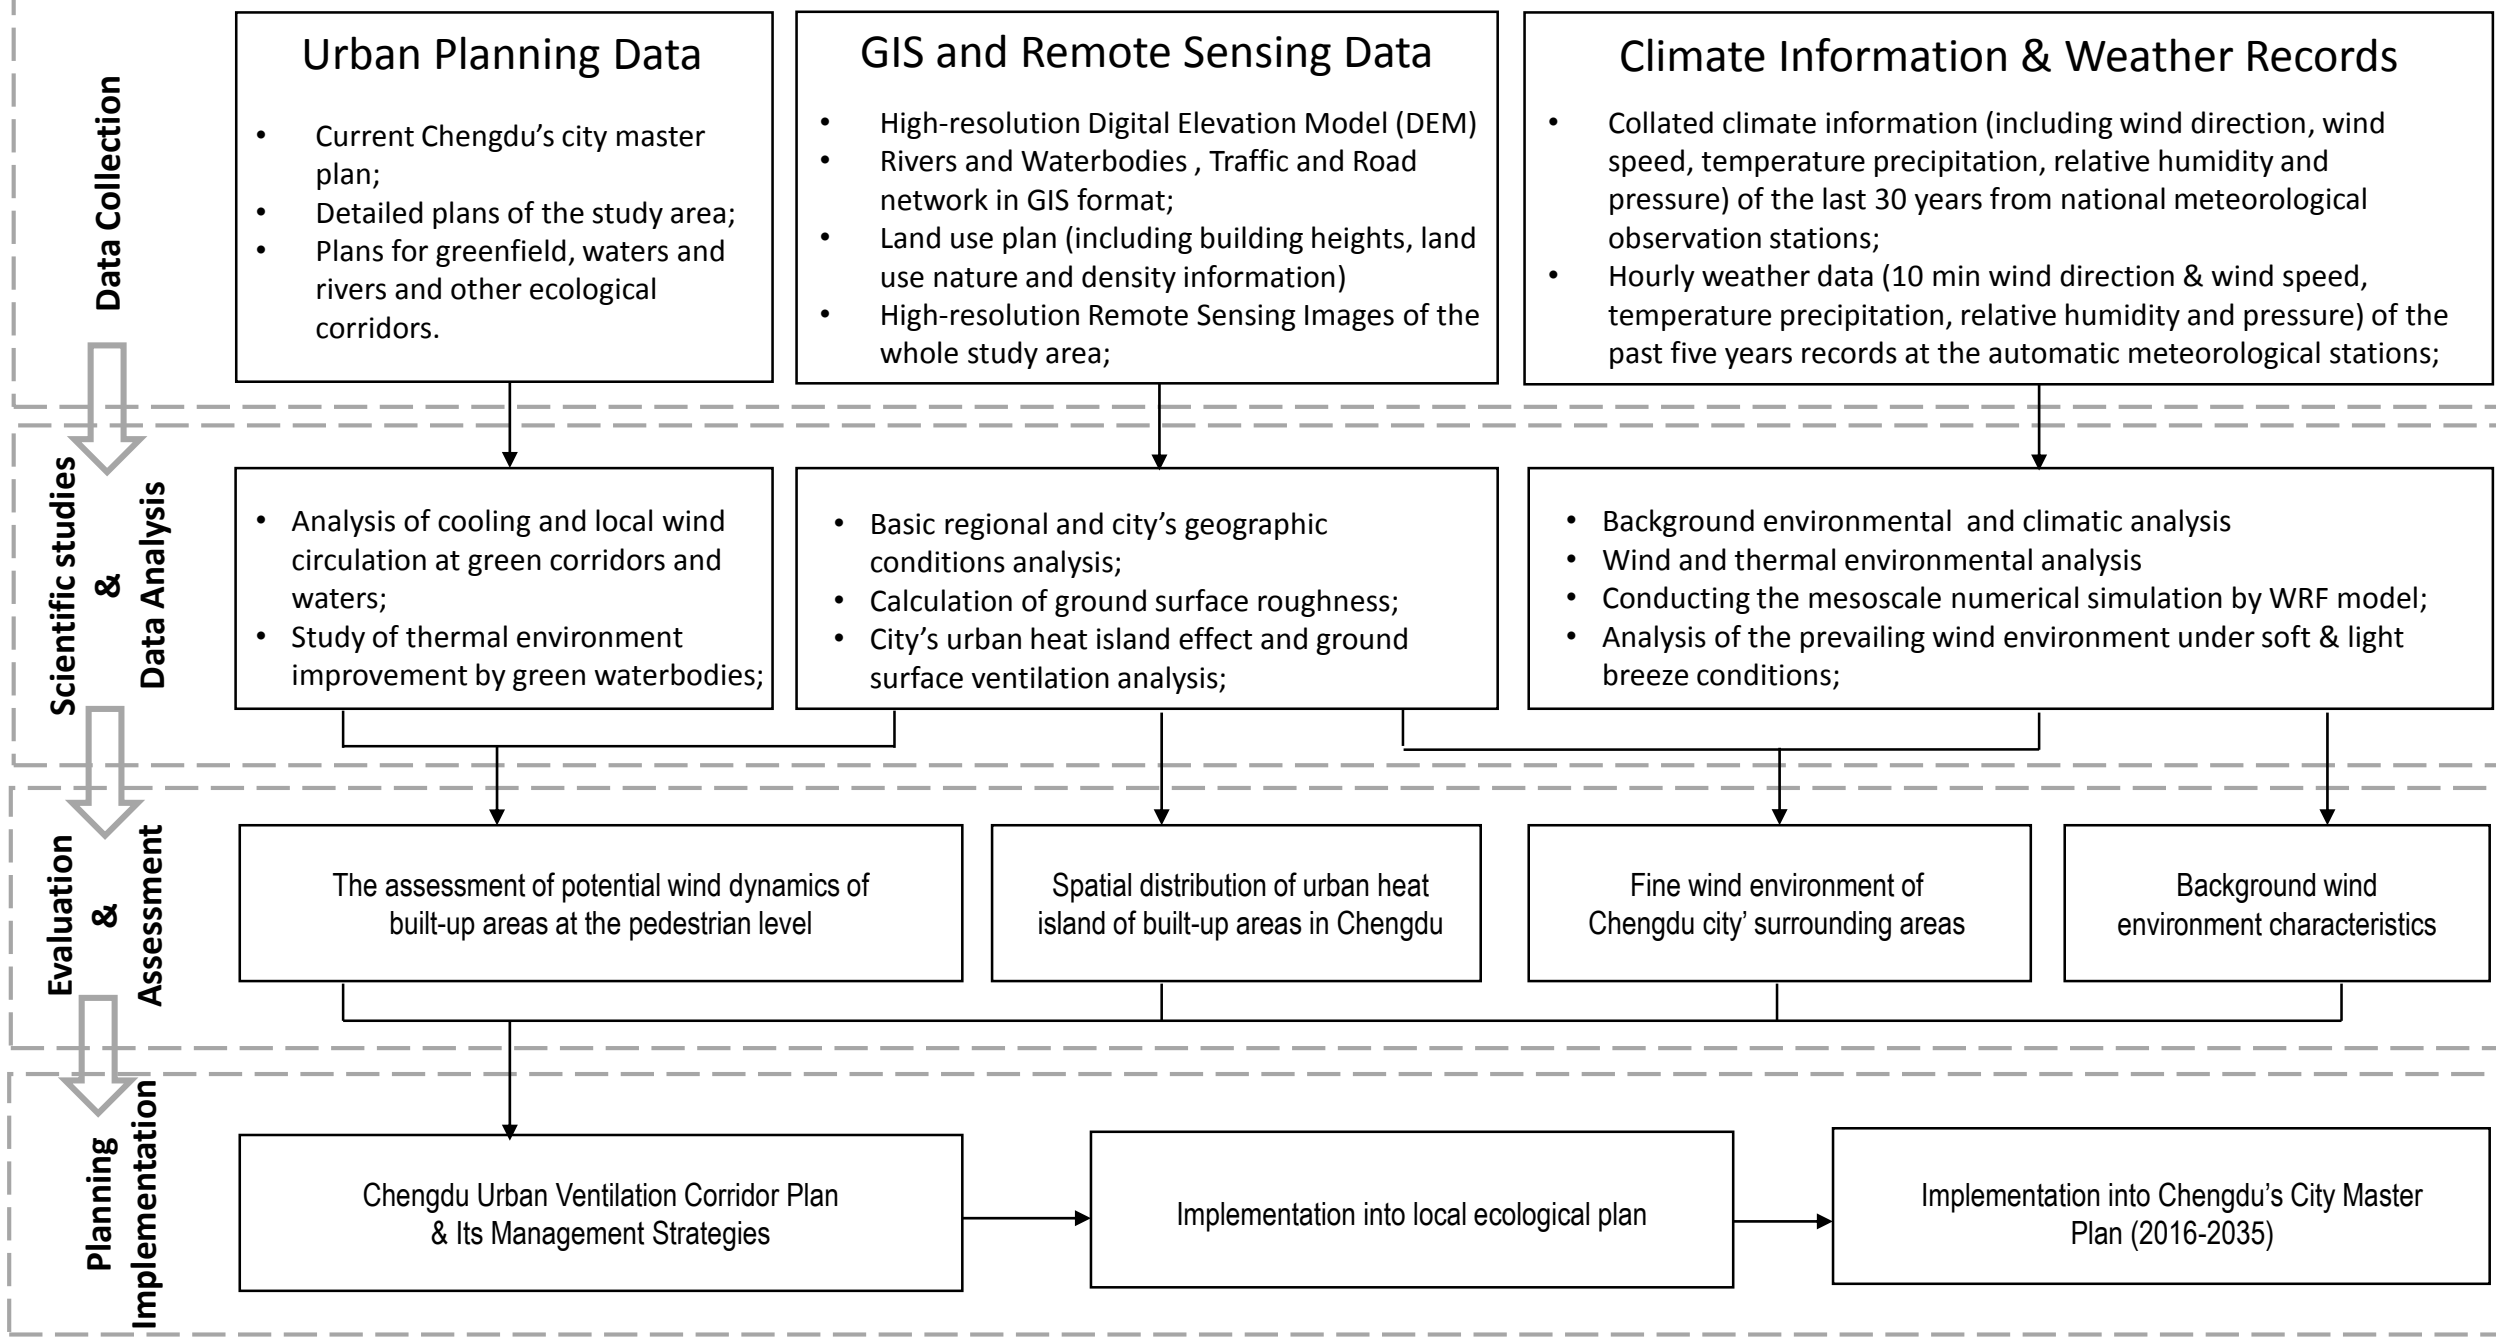 Data Collection
Urban Planning Data
• Current Chengdu’s city master
plan;
• Detailed plans of the study area;
• Plans for greenfield, waters and
rivers and other ecological
corridors.
GIS and Remote Sensing Data
• High-resolution Digital Elevation Model (DEM)
• Rivers and Waterbodies , Traffic and Road
network in GIS format;
• Land use plan (including building heights, land
use nature and density information)
• High-resolution Remote Sensing Images of the
whole study area;
Climate Information & Weather Records
• Collated climate information (including wind direction, wind
speed, temperature precipitation, relative humidity and
pressure) of the last 30 years from national meteorological
observation stations;
• Hourly weather data (10 min wind direction & wind speed,
temperature precipitation, relative humidity and pressure) of the
past five years records at the automatic meteorological stations;
Scientific studies
&
Data Analysis
• Analysis of cooling and local wind
circulation at green corridors and
waters;
• Study of thermal environment
improvement by green waterbodies;
• Basic regional and city’s geographic
conditions analysis;
• Calculation of ground surface roughness;
• City’s urban heat island effect and ground
surface ventilation analysis;
• Background environmental and climatic analysis
• Wind and thermal environmental analysis
• Conducting the mesoscale numerical simulation by WRF model;
• Analysis of the prevailing wind environment under soft & light
breeze conditions;
Evaluation
&
Assessment
The assessment of potential wind dynamics of
built-up areas at the pedestrian level
Spatial distribution of urban heat
island of built-up areas in Chengdu
Fine wind environment of
Chengdu city’ surrounding areas
Background wind
environment characteristics
Planning
Implementation
Chengdu Urban Ventilation Corridor Plan
& Its Management Strategies
Implementation into local ecological plan
Implementation into Chengdu’s City Master
Plan (2016-2035)